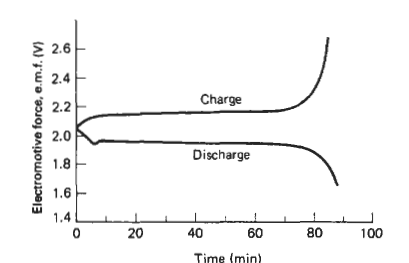 Electromotive force, e.m.f. (V)
2.6
2.4
2.2
2.0
1.8
1.6
1.4
Charge
Discharge
0 20 40 60 80 100
Time (min)